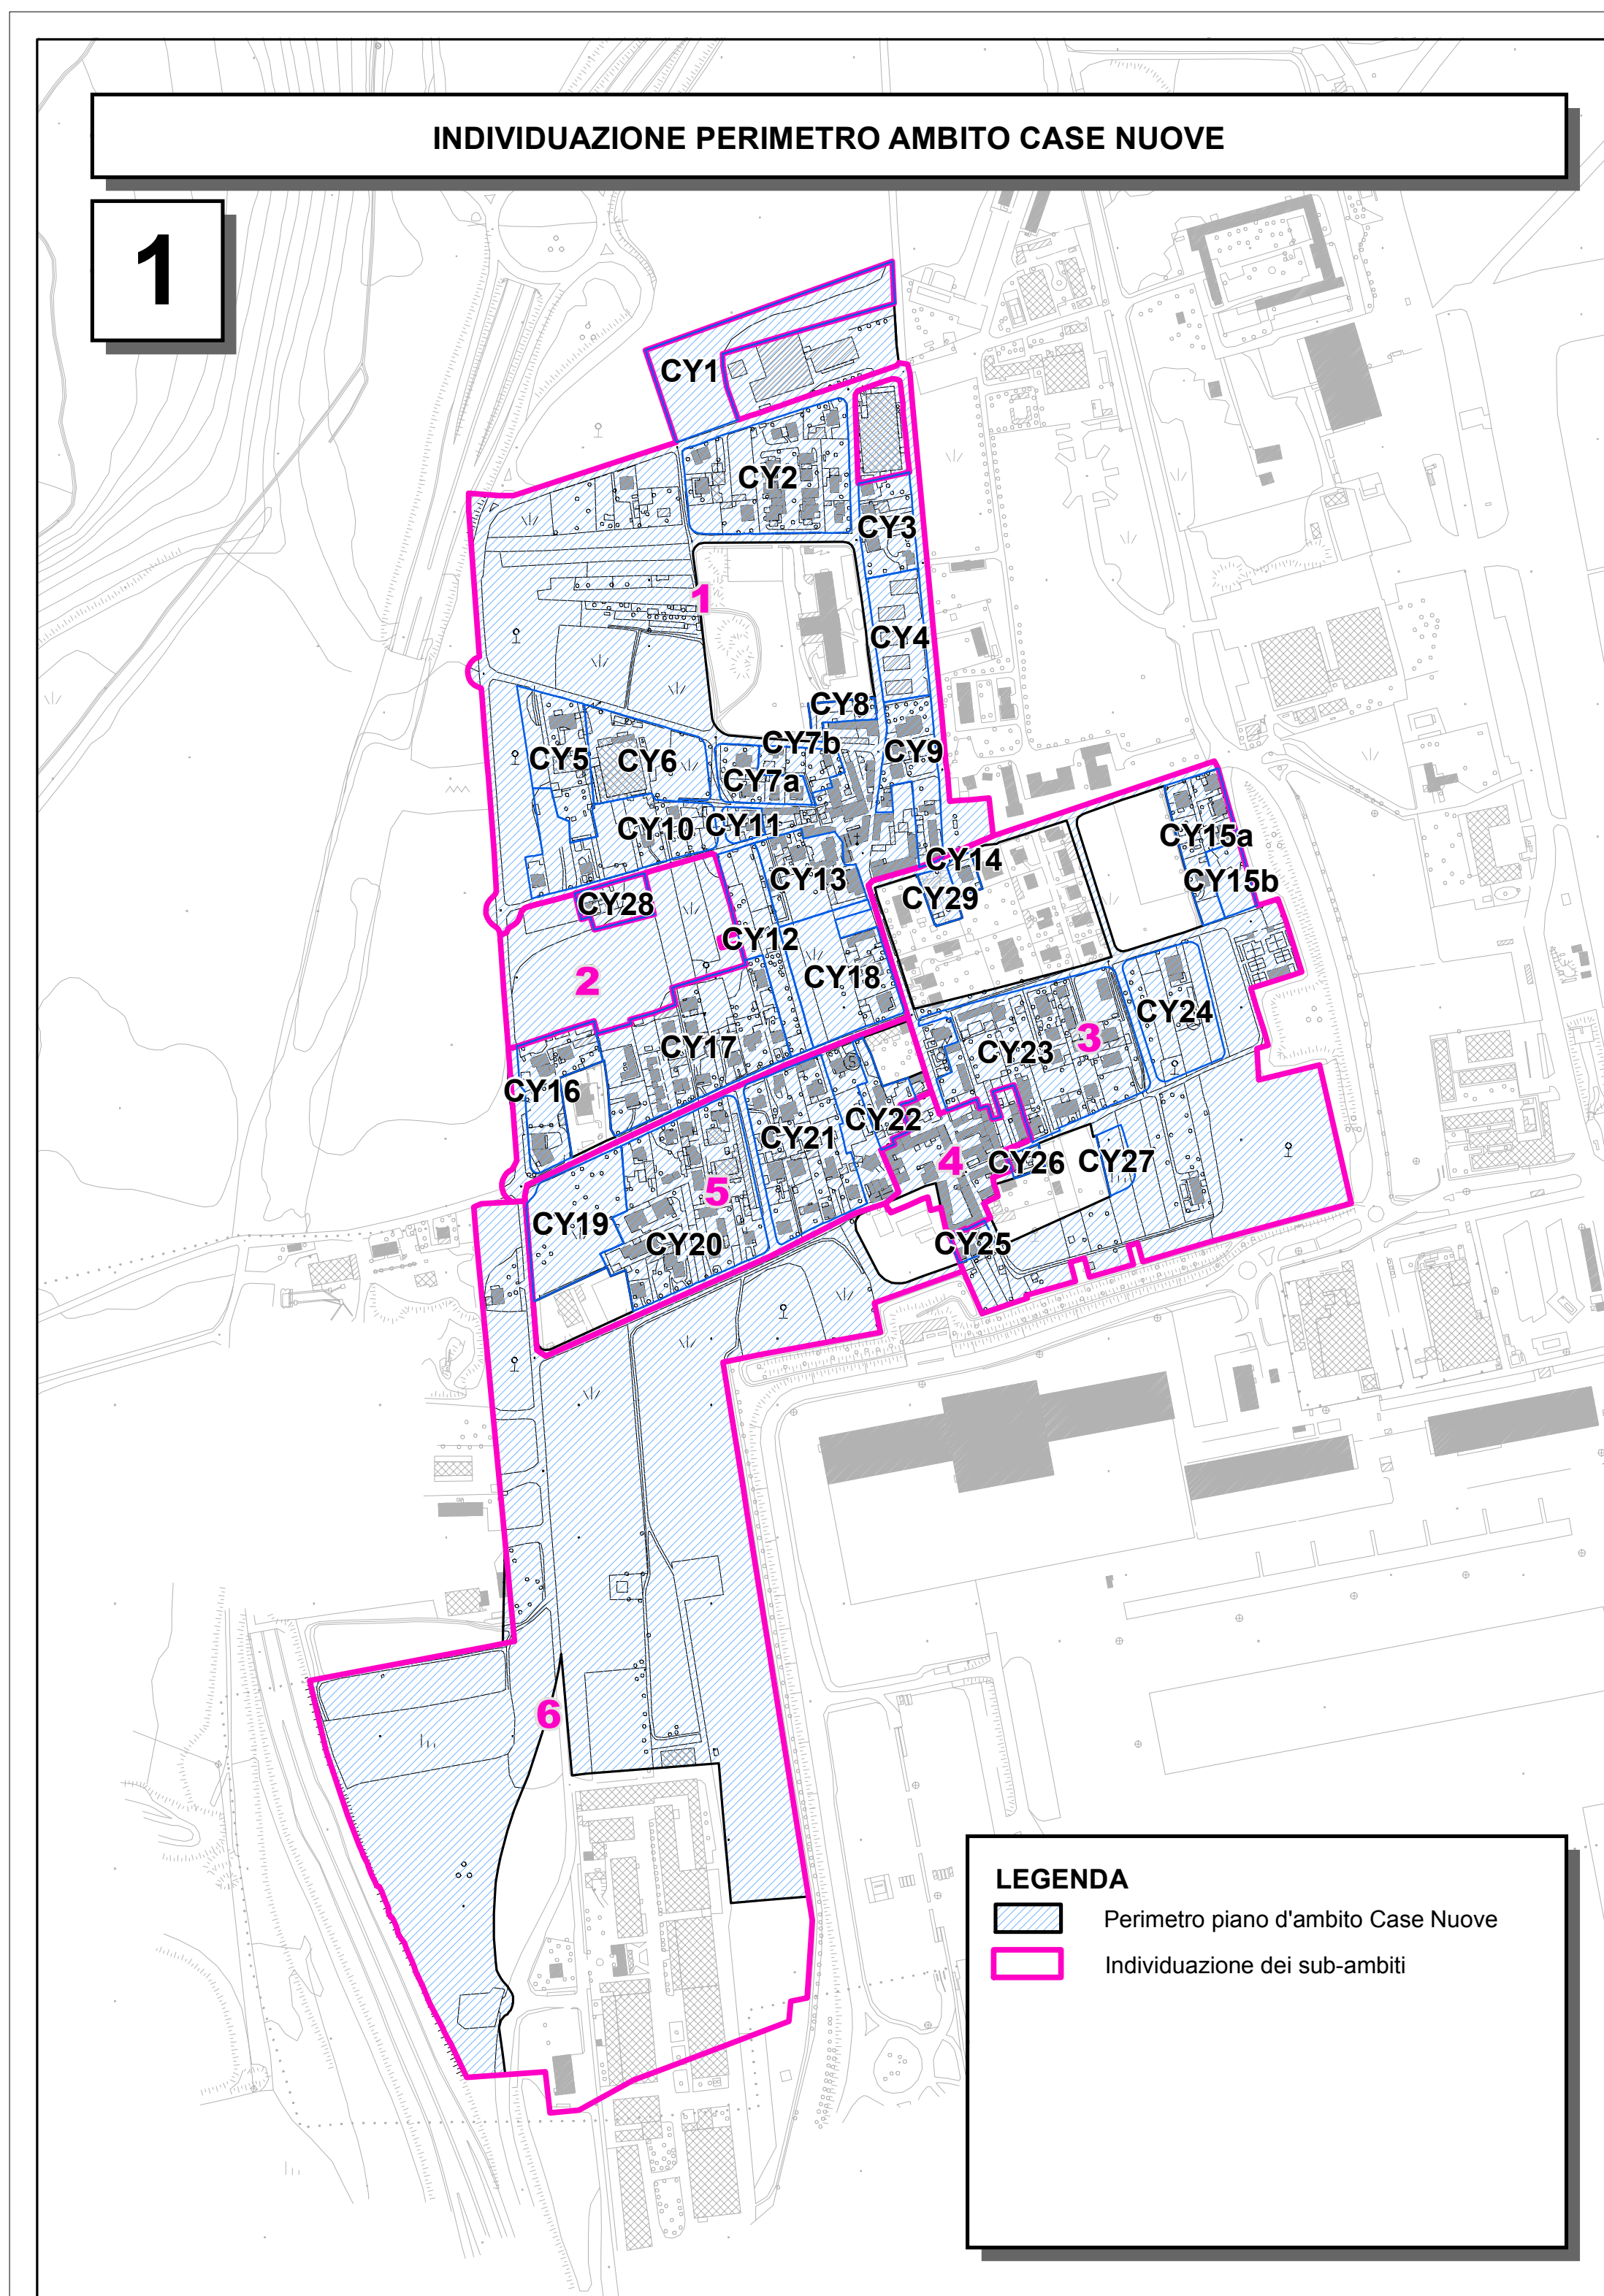 INDIVIDUAZIONE PERIMETRO AMBITO CASE NUOVE
1
CY1
CY2
CY3
1
CY4
CY8
CY7b
CY9
CY5
CY6
CY7a
CY10
CY11
CY15a
CY14
CY13
CY15b
CY28
CY29
CY12
2
CY18
CY24
3
CY17
CY23
CY16
CY22
CY21
4
CY26
CY27
5
CY19
CY20
CY25
6
LEGENDA
Perimetro piano d'ambito Case Nuove
Individuazione dei sub-ambiti